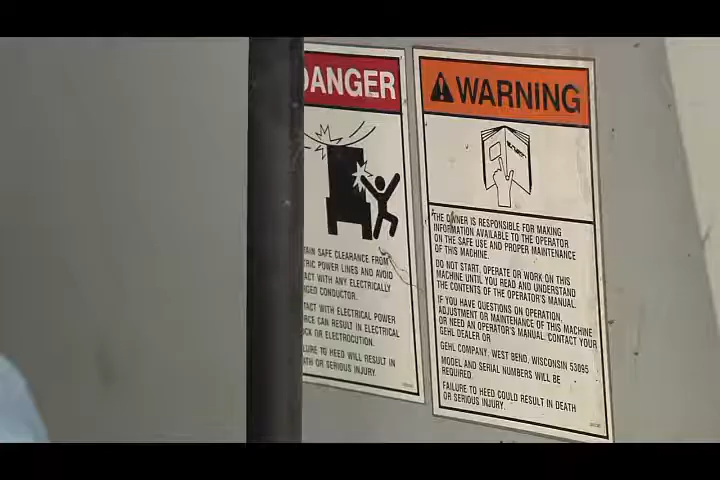 DANGER
TAIN SAFE CLEARANCE FROM
TRIC POWER LINES AND AVOID
TACT WITH ANY ELECTRICALLY
RGED CONDUCTOR.
TACT WITH ELECTRICAL POWER
RCE CAN RESULT IN ELECTRICAL
CK OR ELECTROCUTION.
LURE TO HEED WILL RESULT IN
ATH OR SERIOUS INJURY.
WARNING
THE OWNER IS RESPONSIBLE FOR MAKING
INFORMATION AVAILABLE TO THE OPERATOR
ON THE SAFE USE AND PROPER MAINTENANCE
OF THIS MACHINE.
DO NOT START, OPERATE OR WORK ON THIS
MACHINE UNTIL YOU READ AND UNDERSTAND
THE CONTENTS OF THE OPERATOR'S MANUAL.
IF YOU HAVE QUESTIONS ON OPERATION,
ADJUSTMENT OR MAINTENANCE OF THIS MACHINE
OR NEED AN OPERATOR'S MANUAL, CONTACT YOUR
GEHL DEALER OR
GEHL COMPANY, WEST BEND, WISCONSIN 53095
MODEL AND SERIAL NUMBERS WILL BE
REQUIRED.
FAILURE TO HEED COULD RESULT IN DEATH
OR SERIOUS INJURY.